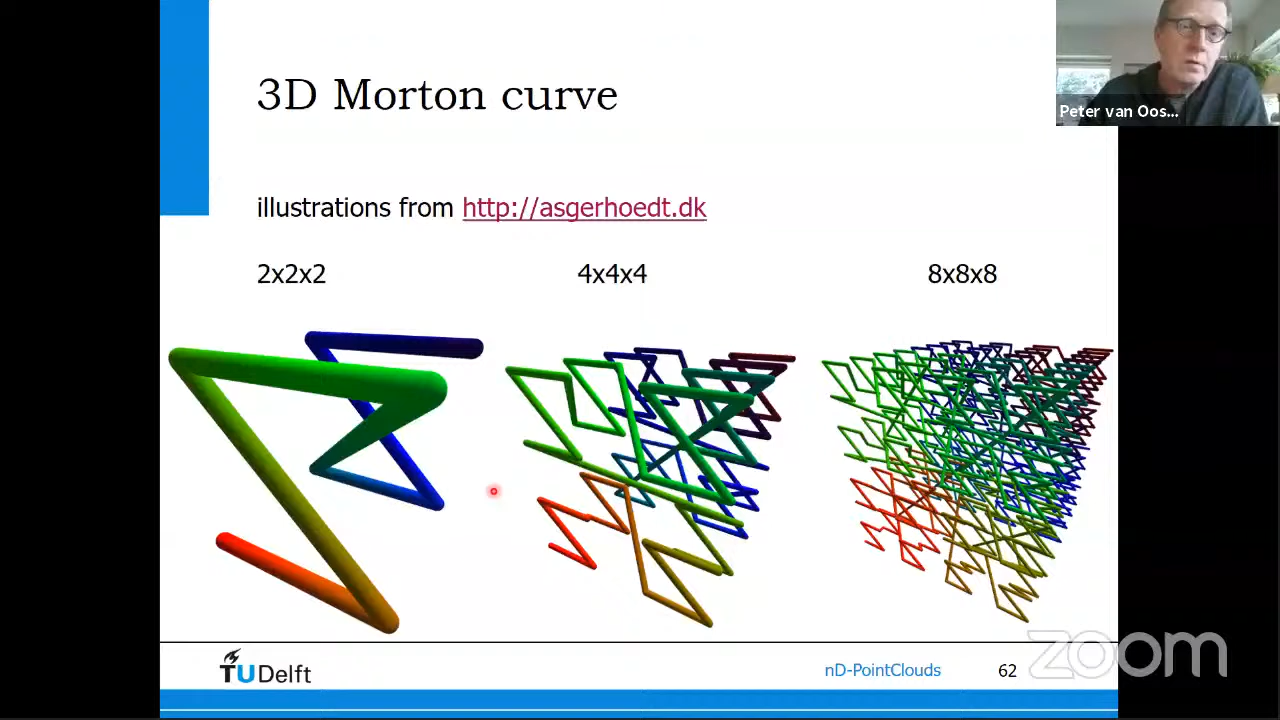 3D Morton curve
Peter van Oos...
illustrations from http://asgerhoedt.dk
2x2x2
4x4x4
8x8x8
TUDelft
nD-PointClouds
62
zoom